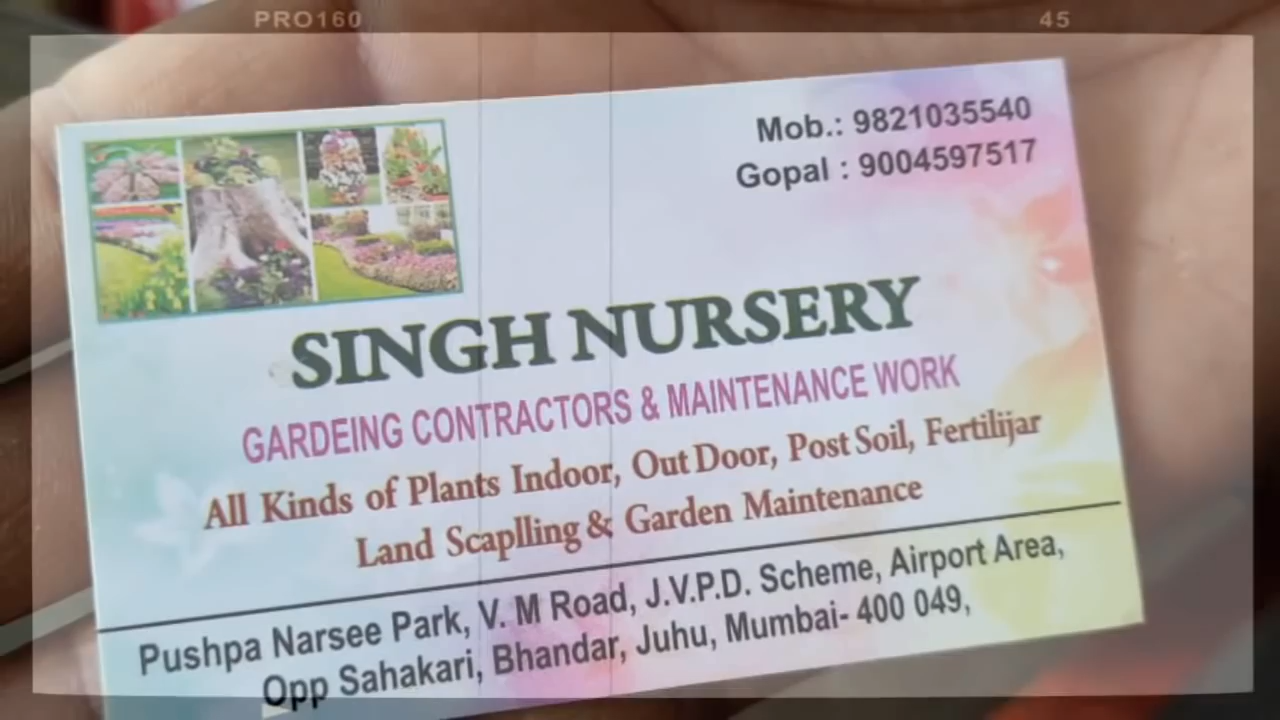 PRO160 45
Mob.: 9821035540
Gopal : 9004597517
SINGH NURSERY
GARDEING CONTRACTORS & MAINTENANCE WORK
All Kinds of Plants Indoor, Out Door, Post Soil, Fertilijar
Land Scaplling & Garden Maintenance
Pushpa Narsee Park, V. M Road, J.V.P.D. Scheme, Airport Area,
Opp Sahakari, Bhandar, Juhu, Mumbai- 400 049,